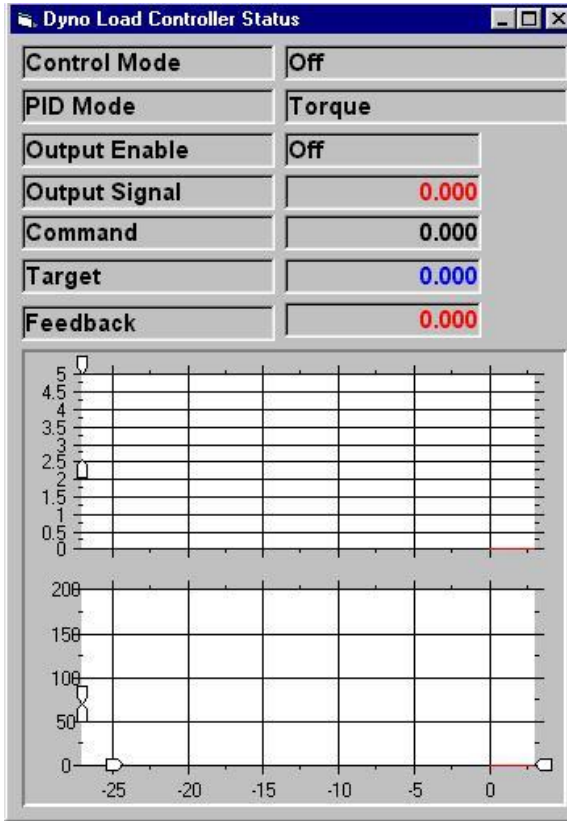 Dyno Load Controller Status
Control Mode Off
PID Mode Torque
Output Enable Off
Output Signal 0.000
Command 0.000
Target 0.000
Feedback 0.000
5
4.5
4
3.5
3
2.5
2
1.5
1
0.5
0
200
150
100
50
0
-25 -20 -15 -10 -5 0